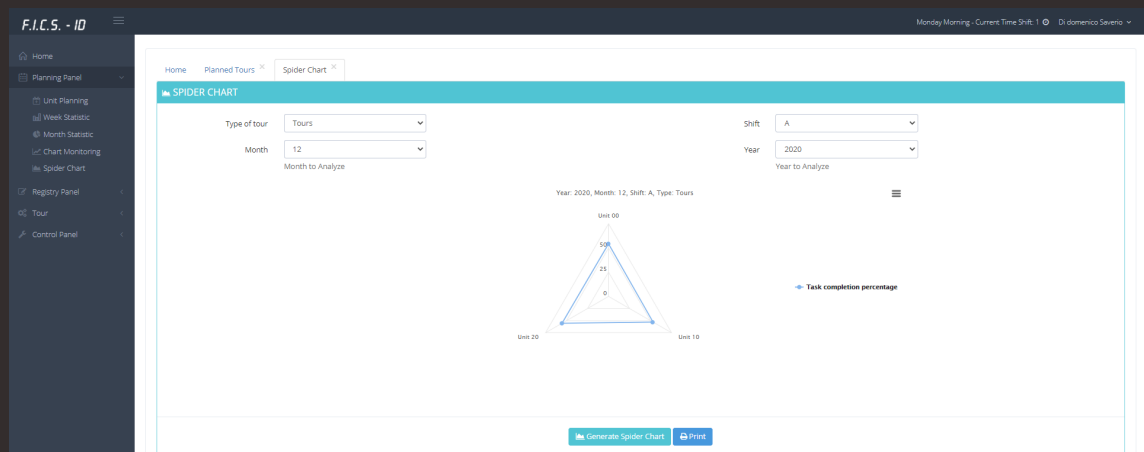 F.I.C.S. - ID
Monday Morning - Current Time Shift: 1 Di domenico Saverio
Home
Planning Panel
Unit Planning
Week Statistic
Month Statistic
Chart Monitoring
Spider Chart
Registry Panel
Tour
Control Panel
Home Planned Tours × Spider Chart ×
SPIDER CHART
Type of tour Tours Shift A
Month 12 Year 2020
Month to Analyze Year to Analyze
Year: 2020, Month: 12, Shift: A, Type: Tours
Unit 00
50
25
0
Task completion percentage
Unit 20 Unit 10
Generate Spider Chart Print